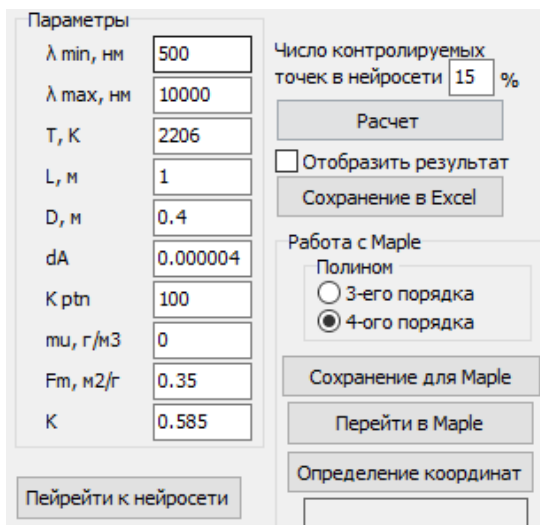 Параметры
λ min, нм 500
λ max, нм 10000
T, K 2206
L, м 1
D, м 0.4
dA 0.000004
K ptn 100
mu, г/м3 0
Fm, м2/г 0.35
K 0.585
Пейрейти к нейросети
Число контролируемых
точек в нейросети 15 %
Расчет
Отобразить результат
Сохранение в Excel
Работа с Maple
Полином
3-его порядка
4-ого порядка
Сохранение для Maple
Перейти в Maple
Определение координат